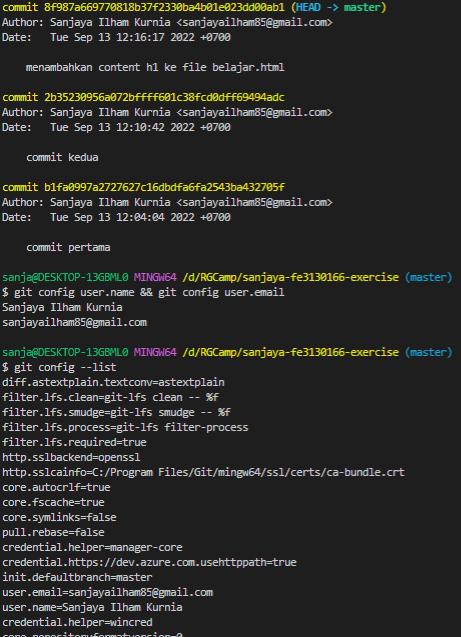 commit 8f987a669770818b37f2330ba4b01e023dd00ab1 (HEAD -> master)
Author: Sanjaya Ilham Kurnia <sanjayailham85@gmail.com>
Date:   Tue Sep 13 12:16:17 2022 +0700
menambahkan content h1 ke file belajar.html
commit 2b35230956a072bffff601c38fcd0dff69494adc
Author: Sanjaya Ilham Kurnia <sanjayailham85@gmail.com>
Date:   Tue Sep 13 12:10:42 2022 +0700
commit kedua
commit b1fa0997a2727627c16dbdfa6fa2543ba432705f
Author: Sanjaya Ilham Kurnia <sanjayailham85@gmail.com>
Date:   Tue Sep 13 12:04:04 2022 +0700
commit pertama
sanja@DESKTOP-13GBML0 MINGW64 /d/RGCamp/sanjaya-fe3130166-exercise (master)
$ git config user.name && git config user.email
Sanjaya Ilham Kurnia
sanjayailham85@gmail.com
sanja@DESKTOP-13GBML0 MINGW64 /d/RGCamp/sanjaya-fe3130166-exercise (master)
$ git config --list
diff.astextplain.textconv=astextplain
filter.lfs.clean=git-lfs clean -- %f
filter.lfs.smudge=git-lfs smudge -- %f
filter.lfs.process=git-lfs filter-process
filter.lfs.required=true
http.sslbackend=openssl
http.sslcainfo=C:/Program Files/Git/mingw64/ssl/certs/ca-bundle.crt
core.autocrlf=true
core.fscache=true
core.symlinks=false
pull.rebase=false
credential.helper=manager-core
credential.https://dev.azure.com.usehttppath=true
init.defaultbranch=master
user.email=sanjayailham85@gmail.com
user.name=Sanjaya Ilham Kurnia
credential.helper=wincred
core.repositoryformatversion=0